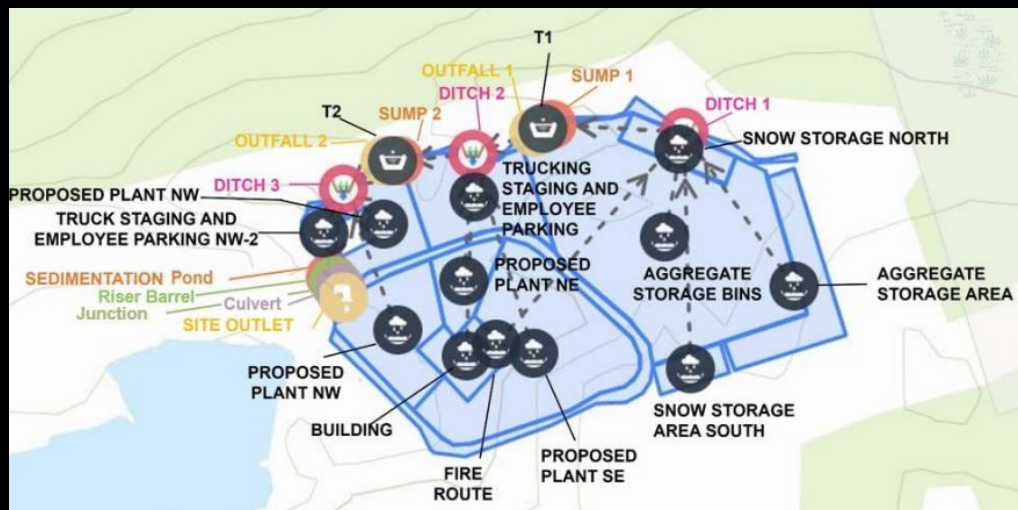 T1
OUTFALL 1
SUMP 1
DITCH 2
T2
SUMP 2
DITCH 1
OUTFALL 2
SNOW STORAGE NORTH
DITCH 3
TRUCKING
STAGING AND
EMPLOYEE
PARKING
PROPOSED PLANT NW
TRUCK STAGING AND
EMPLOYEE PARKING NW-2
PROPOSED
PLANT NE
SEDIMENTATION Pond
Riser Barrel
Culvert
Junction
SITE OUTLET
AGGREGATE
STORAGE BINS
AGGREGATE
STORAGE AREA
PROPOSED
PLANT NW
BUILDING
FIRE
ROUTE
PROPOSED
PLANT SE
SNOW STORAGE
AREA SOUTH